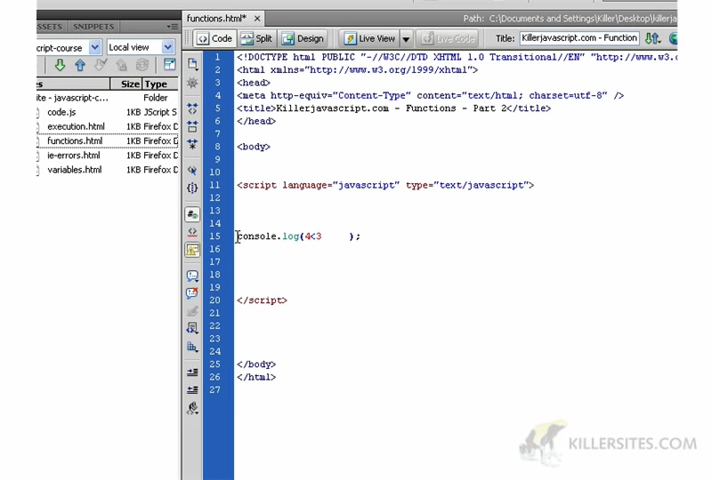 ASSETS SNIPPETS
functions.html* × Path: C:\Documents and Settings\Killer\Desktop\killerja
cript-course Local view Code Split Design Live View Live Code Title: Killerjavascript.com - Function
es Size Type
te - javascript-c... Folder
code.js 1KB JScript S
execution.html 1KB Firefox D
functions.html 1KB Firefox D
ie-errors.html 1KB Firefox D
variables.html 1KB Firefox D
1 <!DOCTYPE html PUBLIC "-//W3C//DTD XHTML 1.0 Transitional//EN" "http://www.w3.o
2 <html xmlns="http://www.w3.org/1999/xhtml">
3 <head>
4 <meta http-equiv="Content-Type" content="text/html; charset=utf-8" />
5 <title>Killerjavascript.com - Functions - Part 2</title>
6 </head>
7
8 <body>
9
10
11 <script language="javascript" type="text/javascript">
12
13
14
15 console.log(4<3 );
16
17
18
19
20 </script>
21
22
23
24
25 </body>
26 </html>
27
KILLERSITES.COM